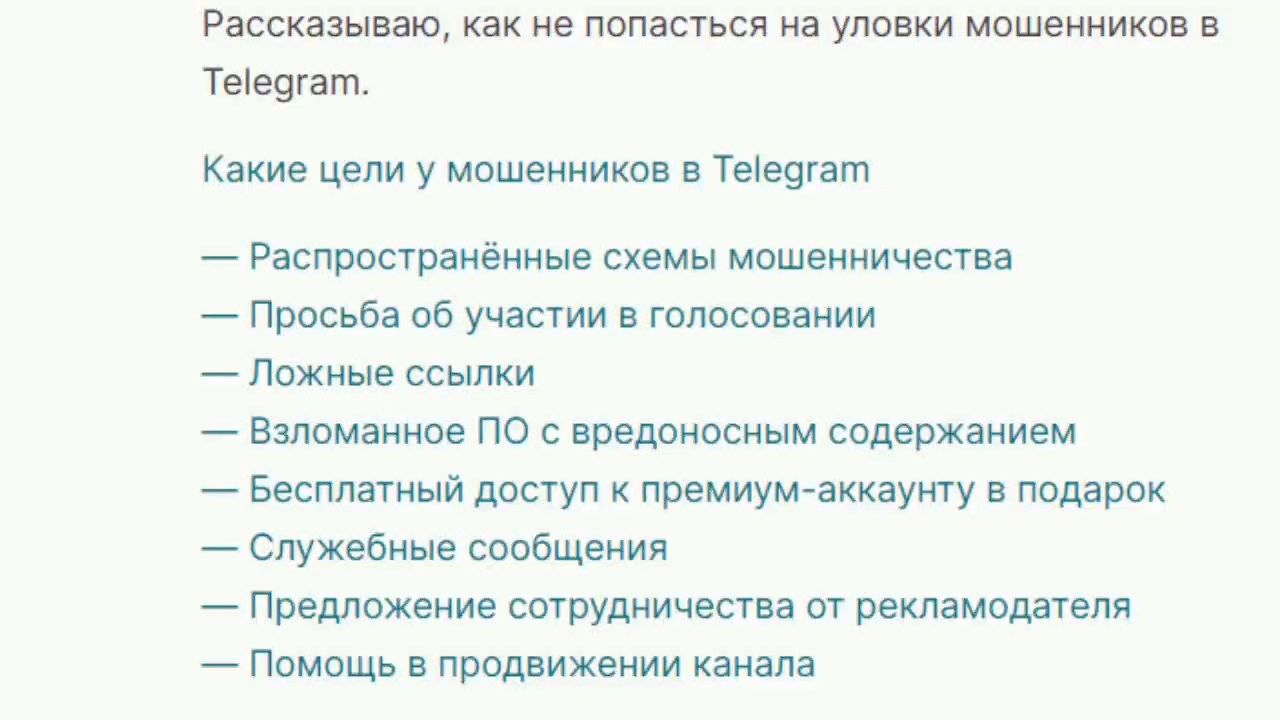 Рассказываю, как не попасться на уловки мошенников в
Telegram.
Какие цели у мошенников в Telegram
— Распространённые схемы мошенничества
— Просьба об участии в голосовании
— Ложные ссылки
— Взломанное ПО с вредоносным содержанием
— Бесплатный доступ к премиум-аккаунту в подарок
— Служебные сообщения
— Предложение сотрудничества от рекламодателя
— Помощь в продвижении канала